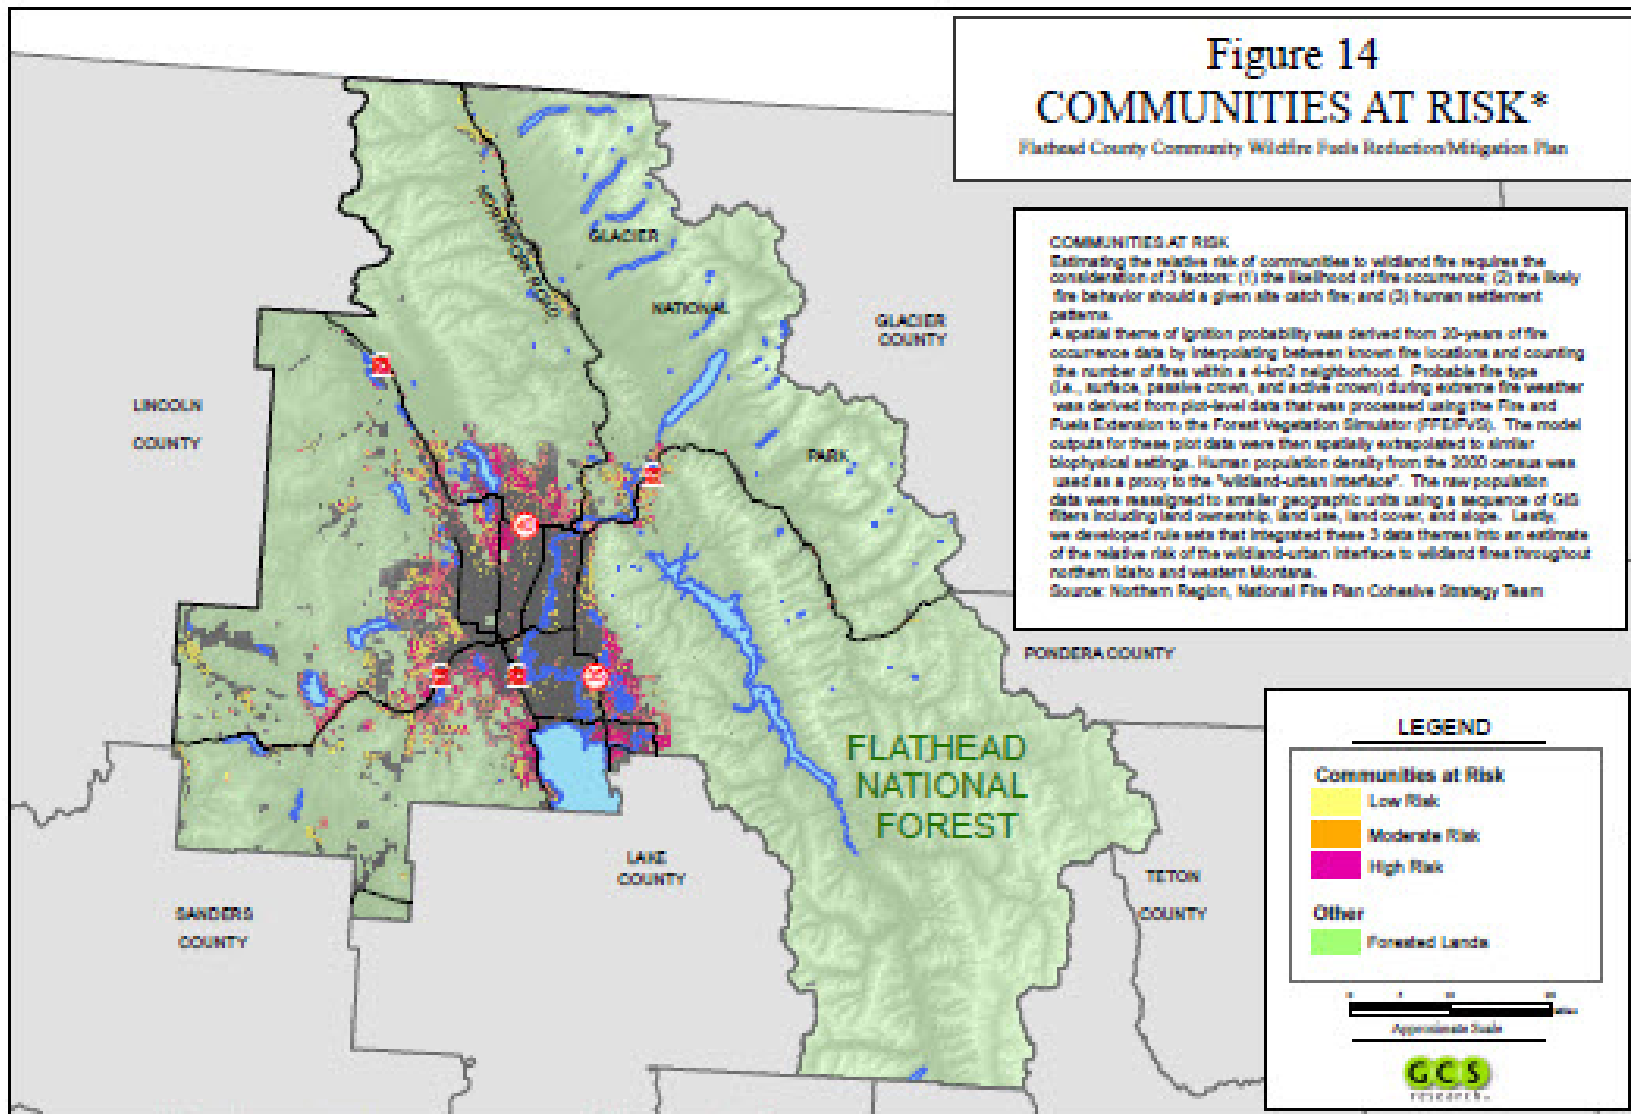 Figure 14
COMMUNITIES AT RISK*
Flathead County Community Wildfire Fuels Reduction/Mitigation Plan
COMMUNITIES AT RISK
Estimating the relative risk of communities to wildland fire requires the
consideration of 3 factors: (1) the likelihood of fire occurrence; (2) the likely
fire behavior should a given site catch fire; and (3) human settlement
patterns.
A spatial theme of ignition probability was derived from 20-years of fire
occurrence data by interpolating between known fire locations and counting
the number of fires within a 4-km2 neighborhood. Probable fire type
(i.e., surface, passive crown, and active crown) during extreme fire weather
was derived from plot-level data that was processed using the Fire and
Fuels Extension to the Forest Vegetation Simulator (FFE/FVS). The model
outputs for these plot data were then spatially extrapolated to similar
biophysical settings. Human population density from the 2000 census was
used as a proxy to the "wildland-urban interface". The raw population
data were reassigned to smaller geographic units using a sequence of GIS
filters including land ownership, land use, land cover, and slope. Lastly,
we developed rule sets that integrated these 3 data themes into an estimate
of the relative risk of the wildland-urban interface to wildland fires throughout
northern Idaho and western Montana.
Source: Northern Region, National Fire Plan Cohesive Strategy Team
GLACIER
NATIONAL
PARK
GLACIER
COUNTY
LINCOLN
COUNTY
PONDERA COUNTY
FLATHEAD
NATIONAL
FOREST
LAKE
COUNTY
TETON
COUNTY
SANDERS
COUNTY
LEGEND
Communities at Risk
Low Risk
Moderate Risk
High Risk
Other
Forested Lands
Approximate Scale
GCS
research